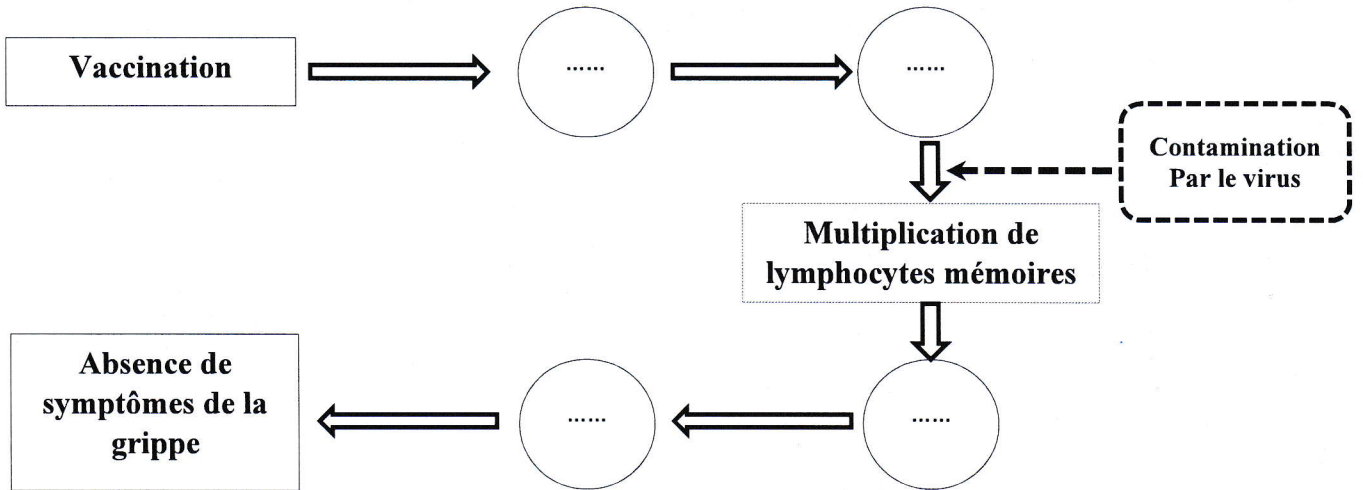 Vaccination
......
......
Contamination
Par le virus
Multiplication de
lymphocytes mémoires
Absence de
symptômes de la
grippe
......
......